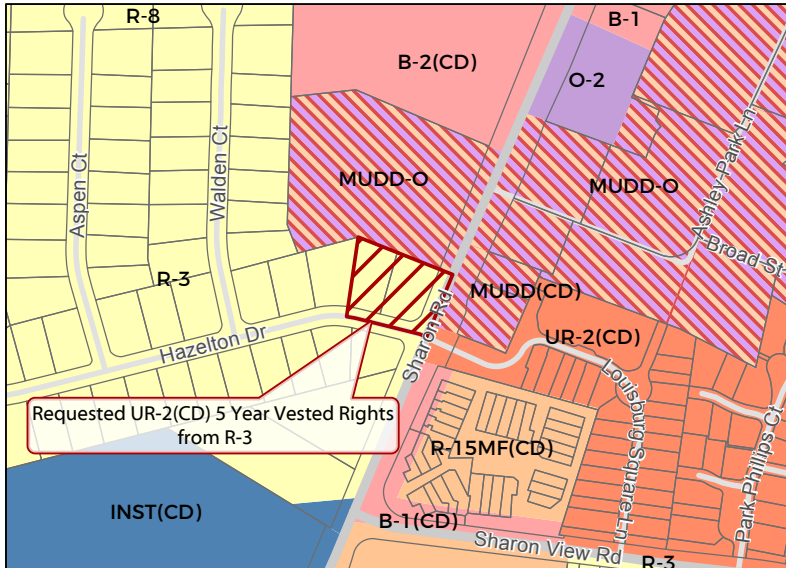 R-8
B-1
B-2(CD)
O-2
Aspen Ct
Walden Ct
MUDD-O
MUDD-O
Ashley Park Ln
Broad St
R-3
MUDD(CD)
Sharon Rd
Hazelton Dr
UR-2(CD)
Louisburg Square Ln
Requested UR-2(CD) 5 Year Vested Rights
from R-3
R-15MF(CD)
Park Phillips Ct
INST(CD)
B-1(CD)
Sharon View Rd
R-3